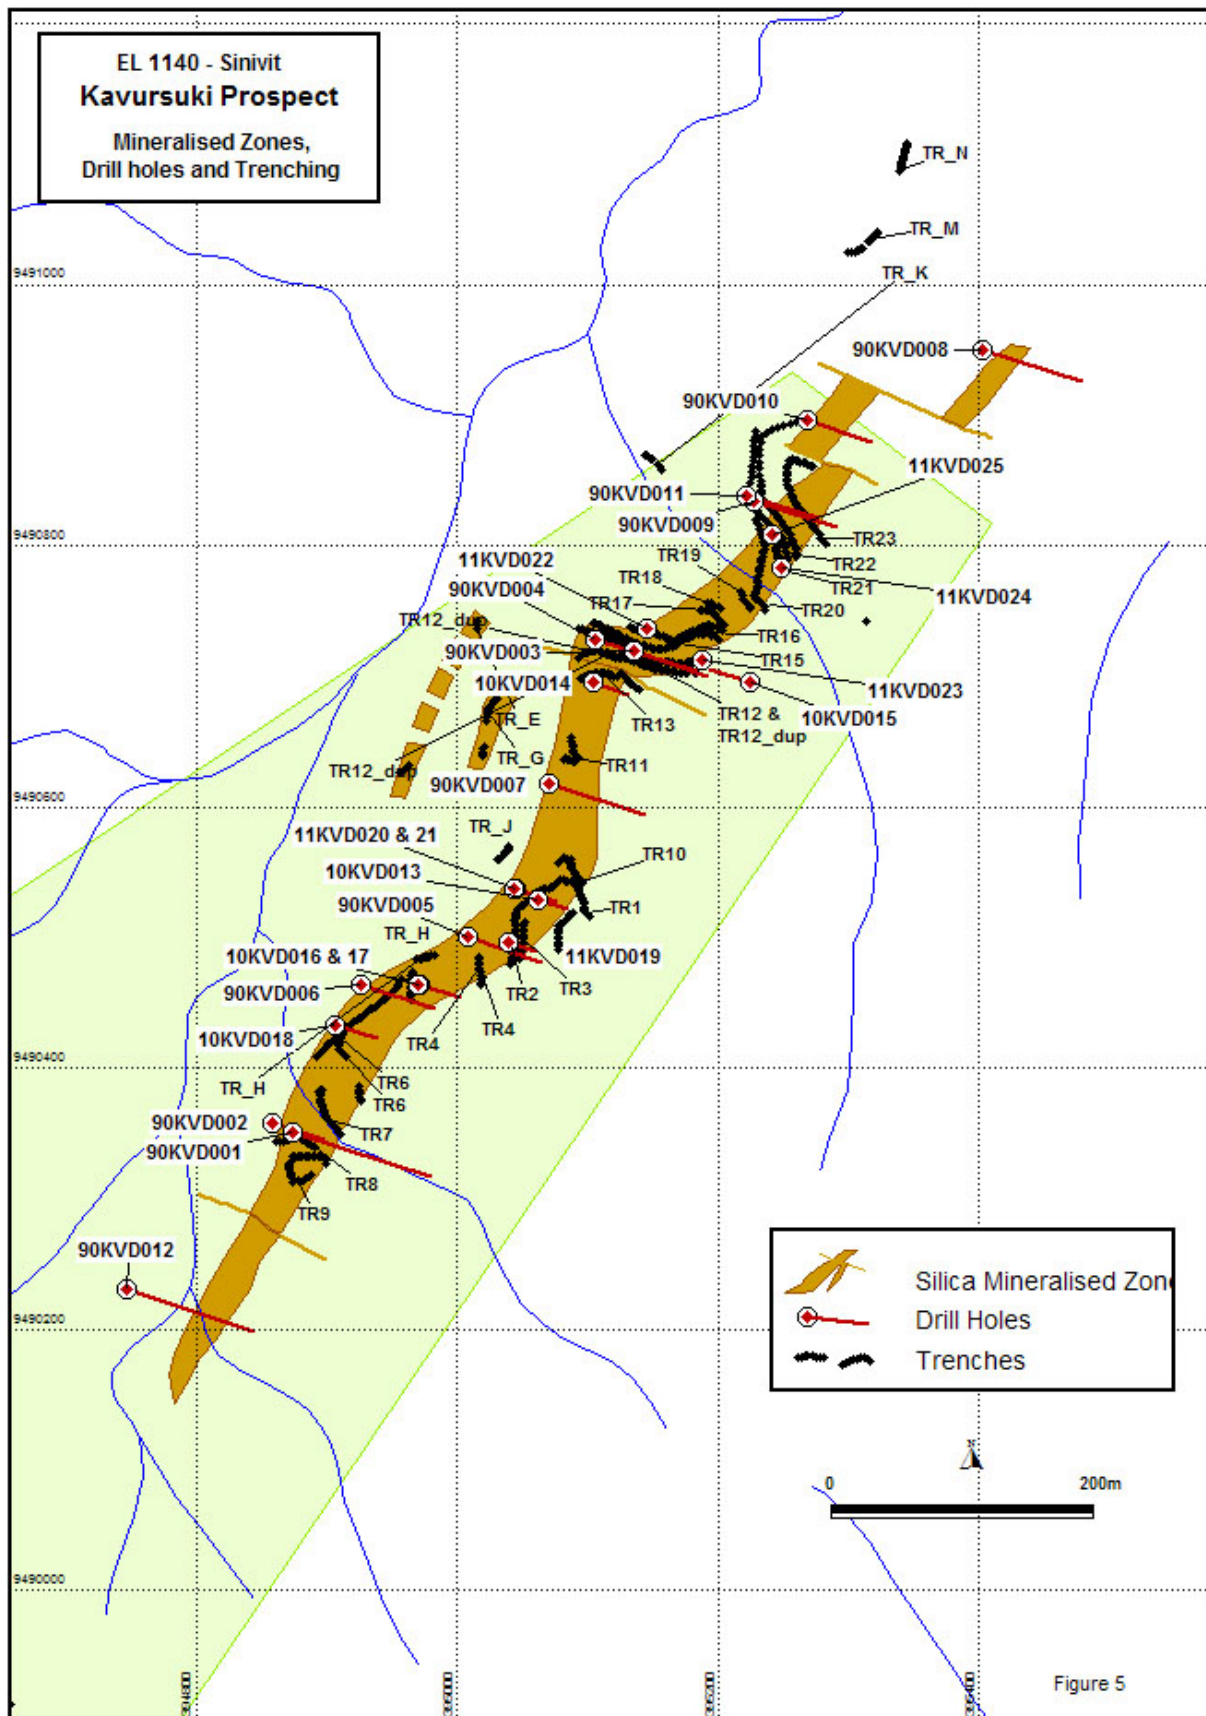 EL 1140 - Sinivit
Kavursuki Prospect
Mineralised Zones,
Drill holes and Trenching
TR_N
TR_M
TR_K
9491000
90KVD008
90KVD010
11KVD025
90KVD011
90KVD009
9490800
TR23
TR19
11KVD022
TR22
TR18
TR21
90KVD004
11KVD024
TR17
TR20
TR12_dup
TR16
90KVD003
TR15
10KVD014
11KVD023
TR_E
TR13
TR12 &
TR12_dup
10KVD015
TR_G
TR11
TR12_dup
90KVD007
9490600
TR_J
11KVD020 & 21
TR10
10KVD013
TR1
90KVD005
TR_H
10KVD016 & 17
11KVD019
90KVD006
TR2
TR3
TR4
TR4
10KVD018
9490400
TR_H
TR6
TR6
90KVD002
TR7
90KVD001
TR8
TR9
90KVD012
Silica Mineralised Zon
Drill Holes
Trenches
9490200
N
0
200m
9490000
394800
395000
395200
395400
Figure 5